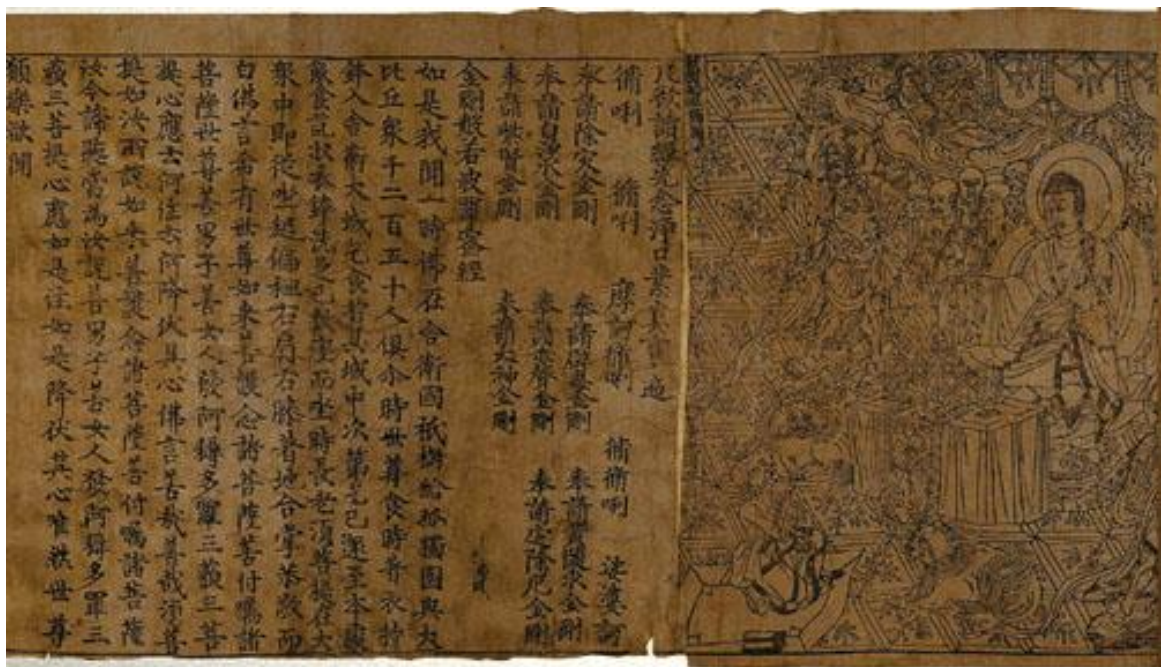 凡欲讀經先念淨口業真言一遍
脩唎 脩唎 摩訶脩唎 脩脩唎 娑婆訶
奉請除灾金剛 奉請辟毒金剛 奉請黃随求金剛
奉請白淨水金剛 奉請赤聲金剛 奉請定除厄金剛
奉請紫賢金剛 奉請大神金剛
金剛般若波羅蜜經
如是我聞一時佛在舍衛國祇樹給孤獨園與大
比丘衆千二百五十人俱尒時世尊食時著衣持
鉢入舍衛大城乞食於其城中次第乞已還至本處
飯食訖收衣鉢洗足已敷座而坐時長老須菩提在大
衆中即從坐起偏袒右肩右膝著地合掌恭敬而
白佛言希有世尊如來善護念諸菩薩善付囑諸
菩薩世尊善男子善女人發阿耨多羅三藐三菩
提心應云何住云何降伏其心佛言善哉善哉須菩
提如汝所說如來善護念諸菩薩善付囑諸菩薩
汝今諦聽當為汝說善男子善女人發阿耨多羅三
藐三菩提心應如是住如是降伏其心唯然世尊
願樂欲聞